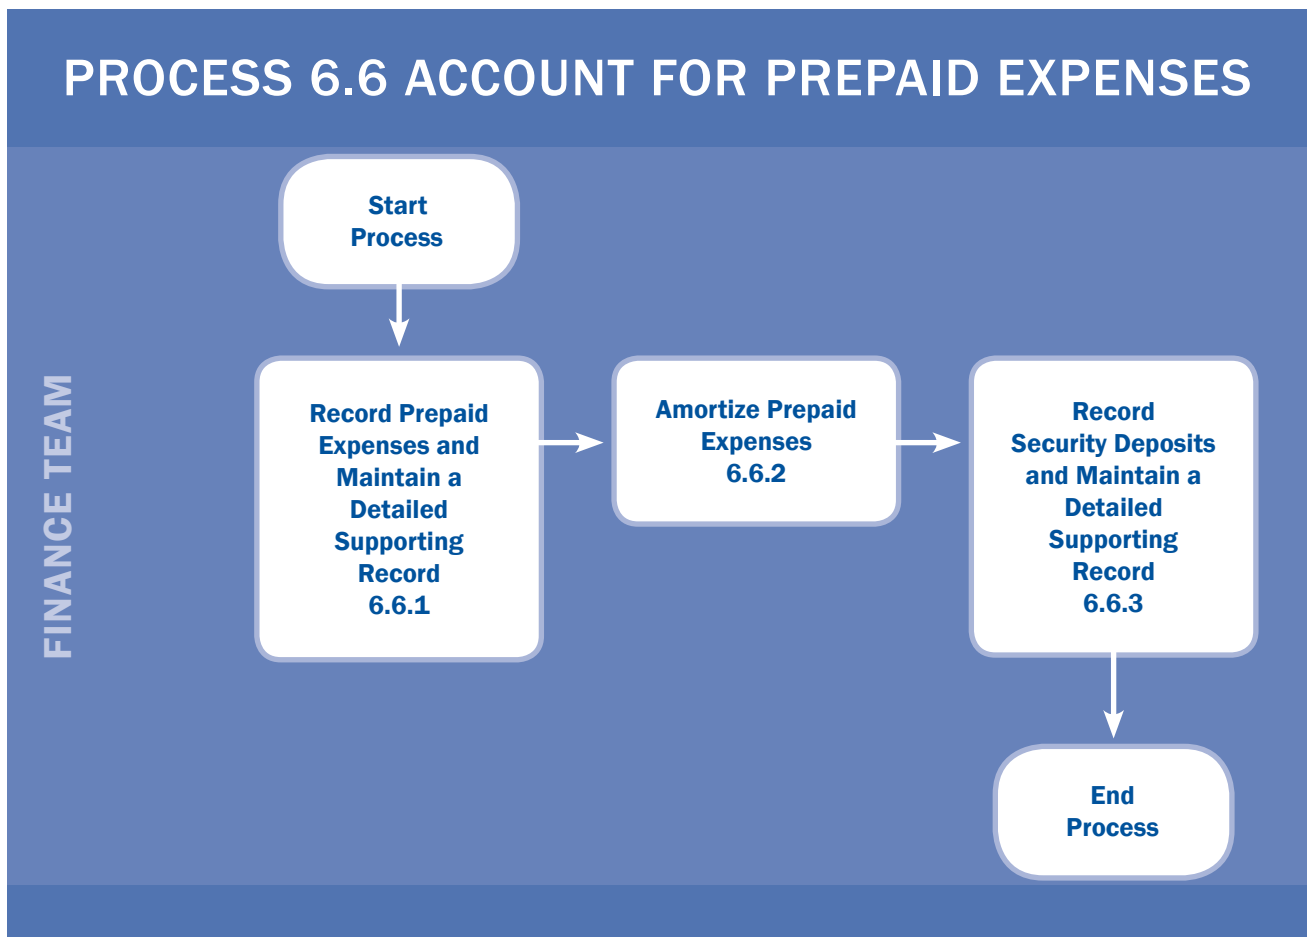 PROCESS 6.6 ACCOUNT FOR PREPAID EXPENSES
FINANCE TEAM
Start
Process
Record Prepaid
Expenses and
Maintain a
Detailed
Supporting
Record
6.6.1
Amortize Prepaid
Expenses
6.6.2
Record
Security Deposits
and Maintain a
Detailed
Supporting
Record
6.6.3
End
Process